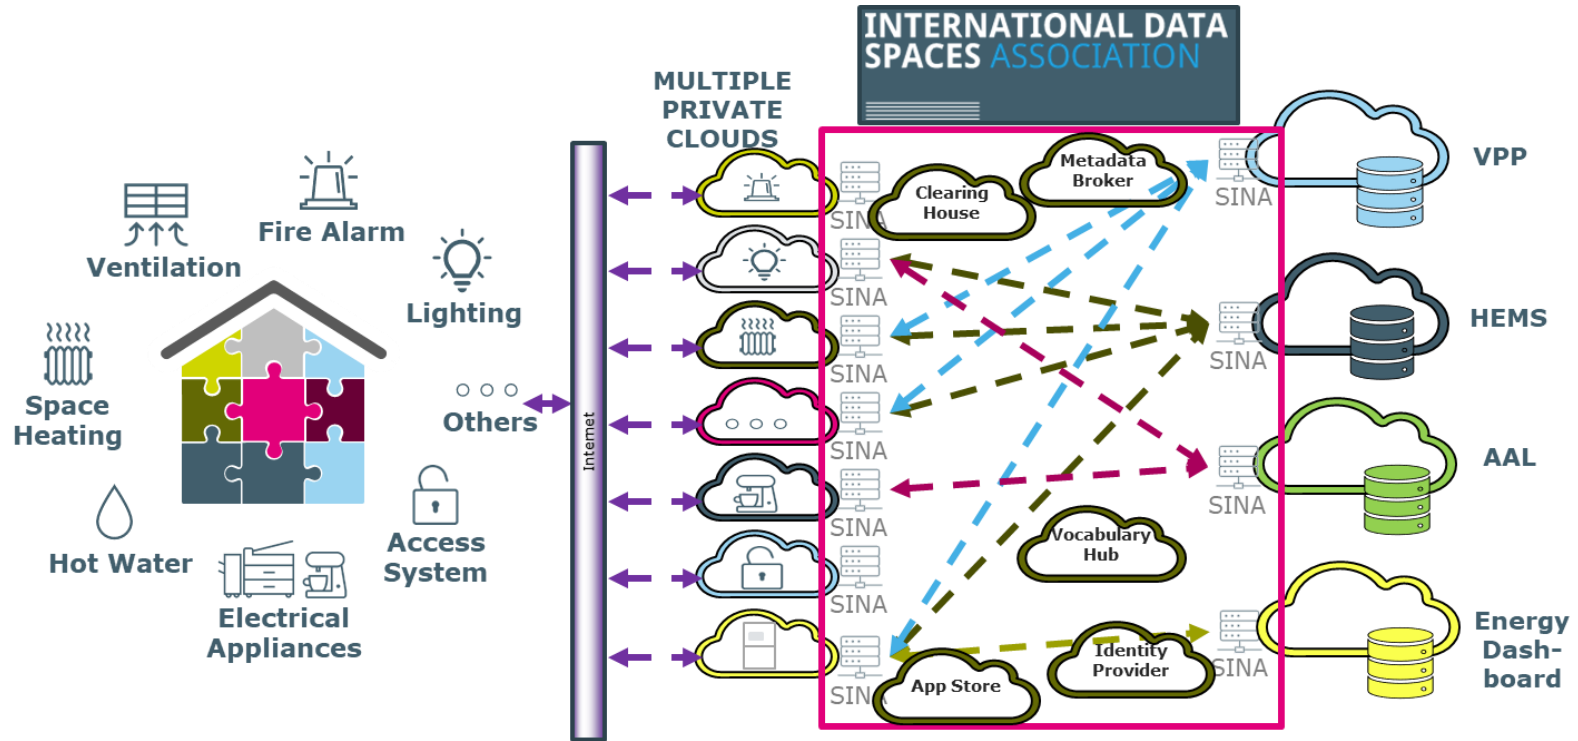 INTERNATIONAL DATA
SPACES ASSOCIATION
MULTIPLE
PRIVATE
CLOUDS
Fire Alarm
Ventilation
Lighting
Space
Heating
Others
Hot Water
Access
System
Electrical
Appliances
Internet
SINA
SINA
SINA
SINA
SINA
SINA
SINA
Clearing
House
Metadata
Broker
Vocabulary
Hub
App Store
Identity
Provider
SINA
VPP
SINA
HEMS
SINA
AAL
SINA
Energy
Dash-
board